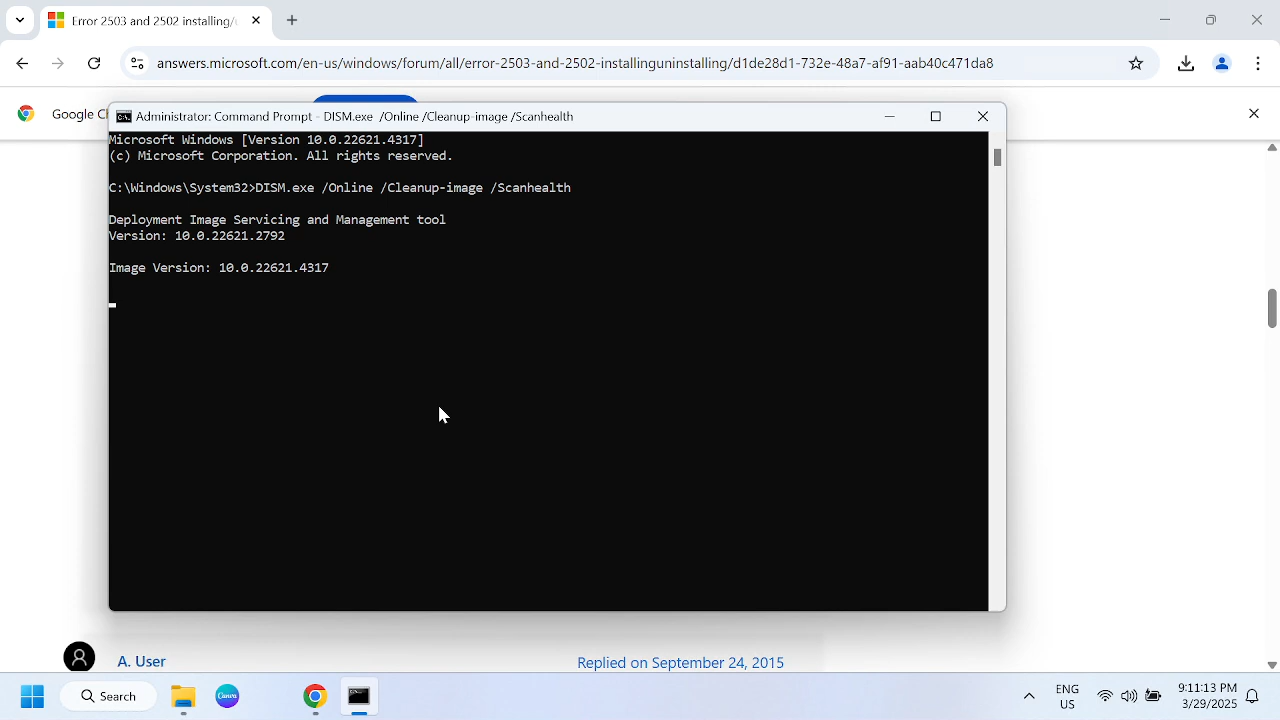 Error 2503 and 2502 installing/
answers.microsoft.com/en-us/windows/forum/all/error-2503-and-2502-installinguninstalling/d1de28d1-732e-48a7-af91-aab40c471da8
Google
Administrator: Command Prompt - DISM.exe  /Online /Cleanup-image /Scanhealth
Microsoft Windows [Version 10.0.22621.4317]
(c) Microsoft Corporation. All rights reserved.
C:\Windows\System32>DISM.exe /Online /Cleanup-image /Scanhealth
Deployment Image Servicing and Management tool
Version: 10.0.22621.2792
Image Version: 10.0.22621.4317
A. User
Replied on September 24, 2015
Search
Canva
ENG
US
9:11:13 PM
3/29/2025